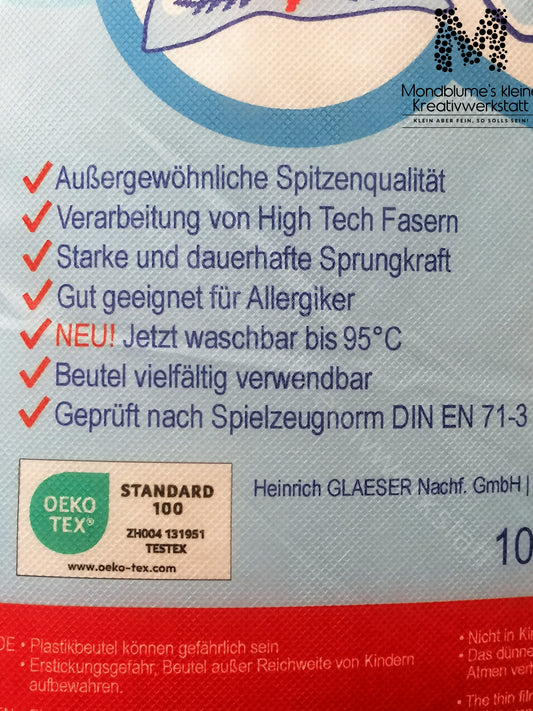 Mondblume's kleine
Kreativwerkstatt
KLEIN ABER FEIN, SO SOLLS SEIN!
Außergewöhnliche Spitzenqualität
Verarbeitung von High Tech Fasern
Starke und dauerhafte Sprungkraft
Gut geeignet für Allergiker
NEU! Jetzt waschbar bis 95°C
Beutel vielfältig verwendbar
Geprüft nach Spielzeugnorm DIN EN 71-3
OEKO
TEX®
STANDARD
100
ZH004 131951
TESTEX
www.oeko-tex.com
Heinrich GLAESER Nachf. GmbH |
10
DE • Plastikbeutel können gefährlich sein
• Erstickungsgefahr, Beutel außer Reichweite von Kindern
aufbewahren.
• Nicht in
• Das dünne
Atmen
• The thin